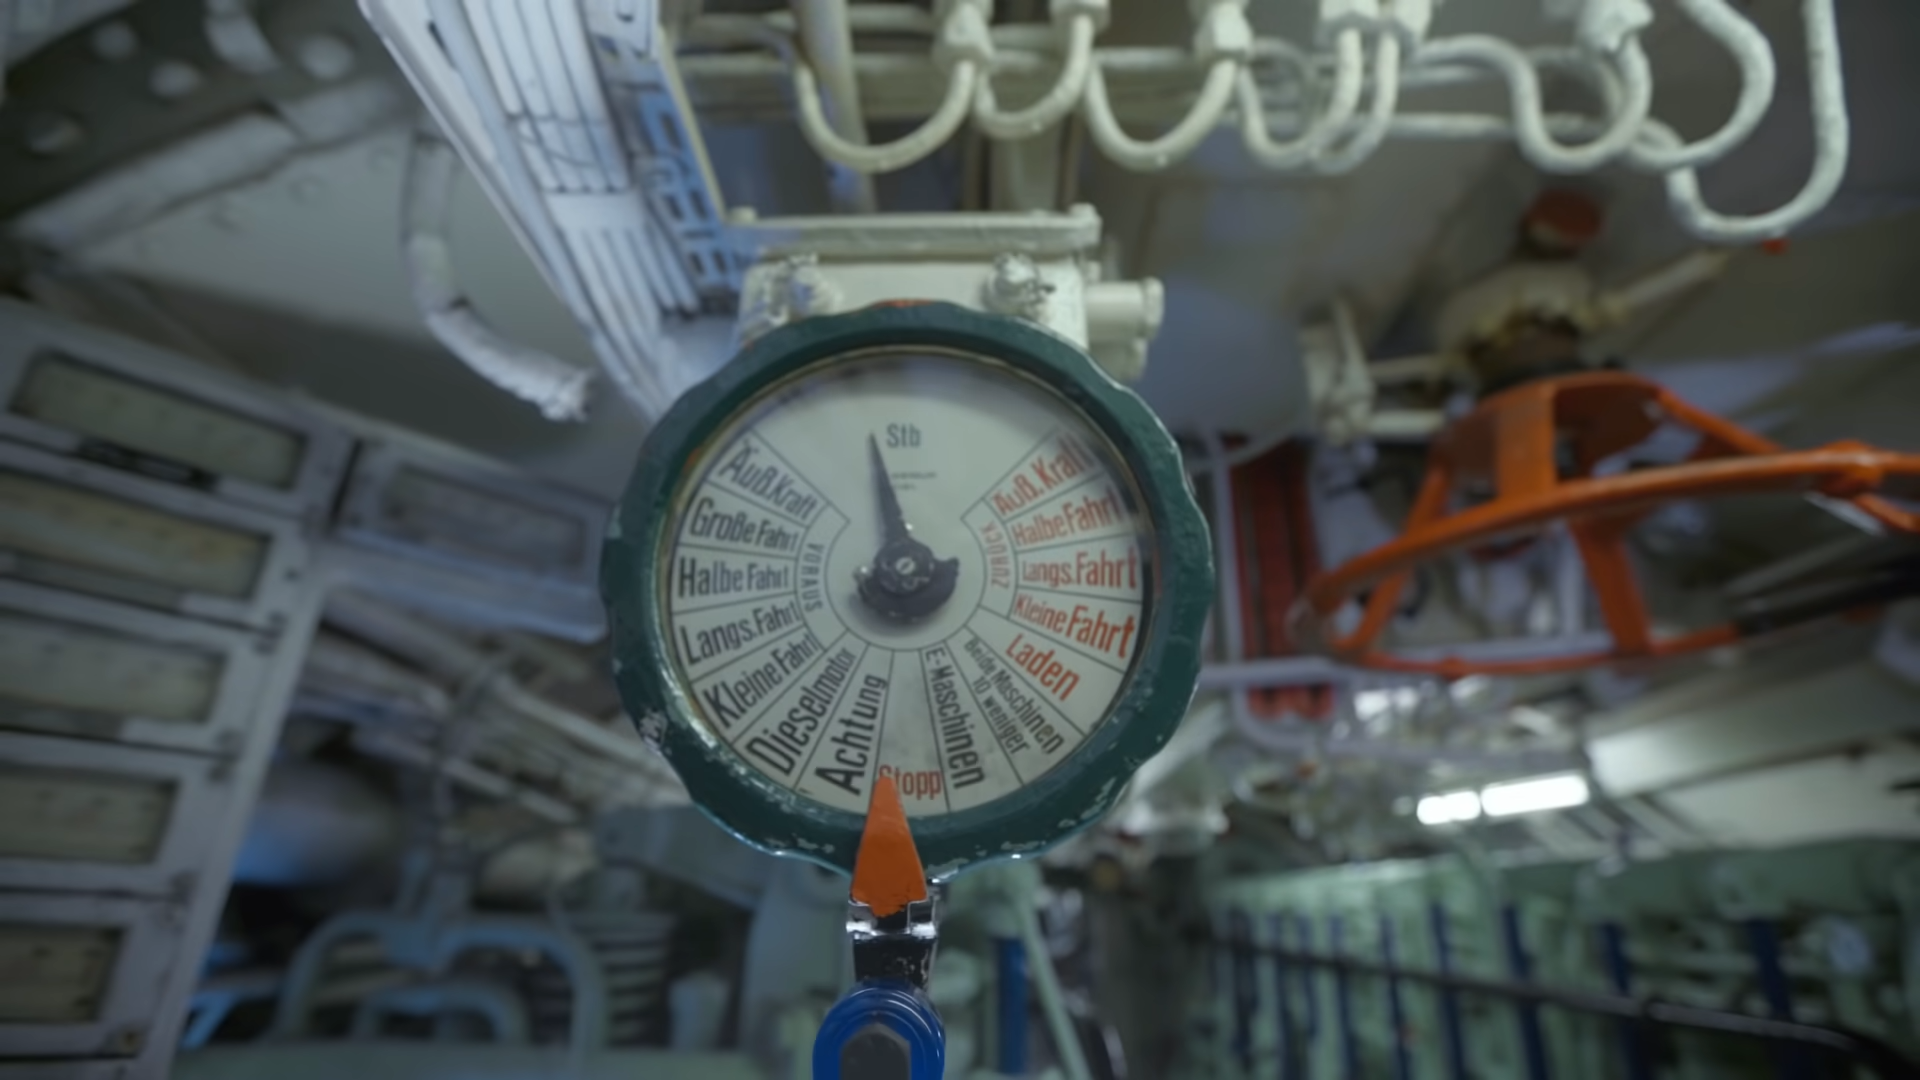 Stb
Äuß.Kraft
Große Fahrt
Halbe Fahrt
Langs.Fahrt
Kleine Fahrt
VORAUS
Dieselmotor
Achtung
Stopp
E-Maschinen
Beide Maschinen
10 weniger
Laden
Kleine Fahrt
Langs.Fahrt
Halbe Fahrt
Äuß. Kraft
ZURÜCK